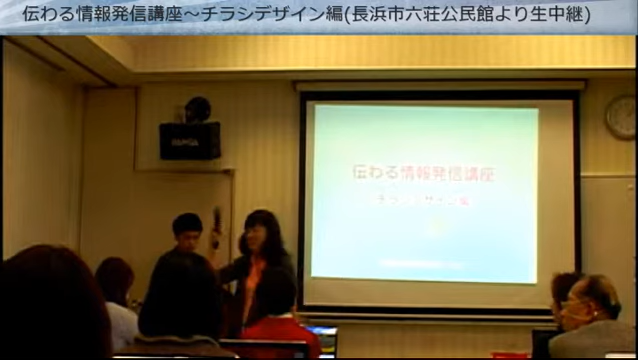 伝わる情報発信講座～チラシデザイン編(長浜市六荘公民館より生中継)
伝わる情報発信講座
チラシデザイン編